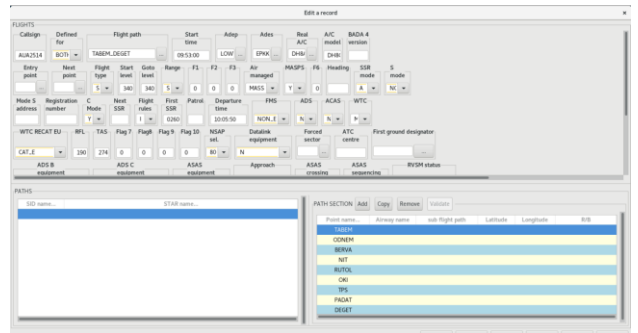 Edit a record ×
FLIGHTS
Callsign Defined for Flight path Start time Adep Ades Real A/C A/C model BADA 4 version
AUA2514 BOTH TABEM_DEGET ... 09:53:00 LOW ... EPKK ... DH8 ... DH8
Entry point Next point Flight type Start level Goto level Range F1 F2 F3 Air managed MASPS F6 Heading SSR mode S mode
... ... S 340 340 S 0 0 0 MASS Y 0 A NC
Mode S address Registration number C Mode Next SSR Flight rules First SSR Patrol Departure time FMS ADS ACAS WTC
Y I 0260 10:05:50 NON_E N N
WTC RECAT EU RFL TAS Flag 7 Flag8 Flag 9 Flag 10 NSAP sel. Datalink equipment Forced sector ATC centre First ground designator
CAT_E 190 274 0 0 0 0 80 N ... ...
ADS B equipment ADS C equipment ASAS equipment Approach ASAS crossing ASAS sequencing RVSM status
PATHS
SID name... STAR name...
PATH SECTION Add Copy Remove Validate
Point name... Airway name sub flight path Latitude Longitude R/B
TABEM
ODNEM
BERVA
NIT
RUTOL
OKI
TPS
PADAT
DEGET